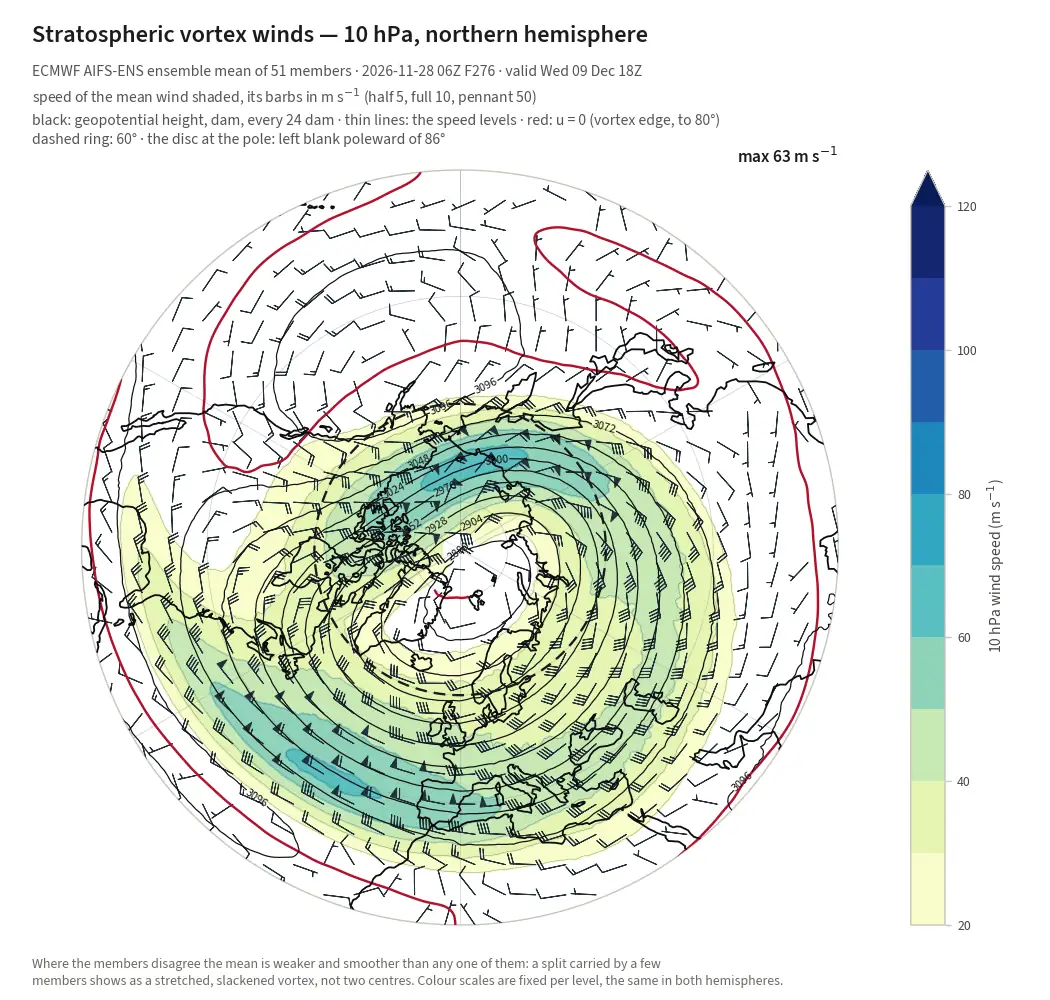 Stratospheric vortex winds — 10 hPa, northern hemisphere
ECMWF AIFS-ENS ensemble mean of 51 members · 2026-11-28 06Z F276 · valid Wed 09 Dec 18Z
speed of the mean wind shaded, its barbs in m s⁻¹ (half 5, full 10, pennant 50)
black: geopotential height, dam, every 24 dam · thin lines: the speed levels · red: u = 0 (vortex edge, to 80°)
dashed ring: 60° · the disc at the pole: left blank poleward of 86°
max 63 m s⁻¹
120
100
80
60
40
20
10 hPa wind speed (m s⁻¹)
3096
3072
3048
3024
2928
2904
3096
3096
Where the members disagree the mean is weaker and smoother than any one of them: a split carried by a few
members shows as a stretched, slackened vortex, not two centres. Colour scales are fixed per level, the same in both hemispheres.